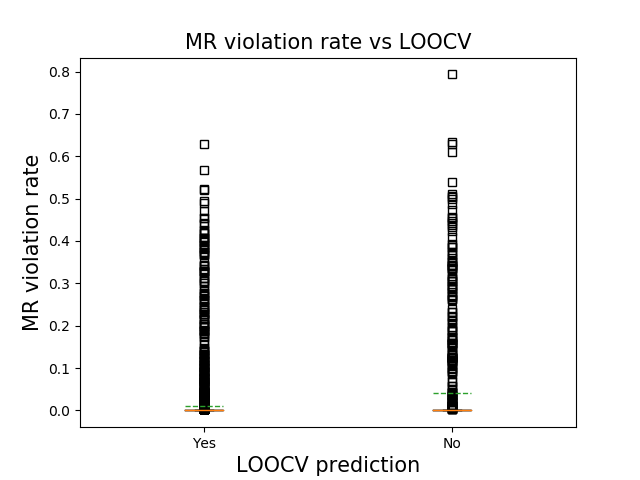 MR violation rate vs LOOCV
MR violation rate
0.8
0.7
0.6
0.5
0.4
0.3
0.2
0.1
0.0
Yes
No
LOOCV prediction